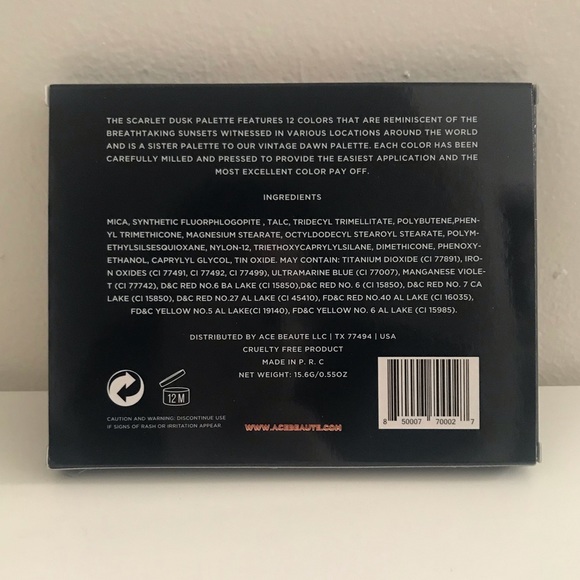 THE SCARLET DUSK PALETTE FEATURES 12 COLORS THAT ARE REMINISCENT OF THE
BREATHTAKING SUNSETS WITNESSED IN VARIOUS LOCATIONS AROUND THE WORLD
AND IS A SISTER PALETTE TO OUR VINTAGE DAWN PALETTE. EACH COLOR HAS BEEN
CAREFULLY MILLED AND PRESSED TO PROVIDE THE EASIEST APPLICATION AND THE
MOST EXCELLENT COLOR PAY OFF.
INGREDIENTS
MICA, SYNTHETIC FLUORPHLOGOPITE , TALC, TRIDECYL TRIMELLITATE, POLYBUTENE,PHEN-
YL TRIMETHICONE, MAGNESIUM STEARATE, OCTYLDODECYL STEAROYL STEARATE, POLYM-
ETHYLSILSESQUIOXANE, NYLON-12, TRIETHOXYCAPRYLYLSILANE, DIMETHICONE, PHENOXY-
ETHANOL, CAPRYLYL GLYCOL, TIN OXIDE. MAY CONTAIN: TITANIUM DIOXIDE (CI 77891), IRO-
N OXIDES (CI 77491, CI 77492, CI 77499), ULTRAMARINE BLUE (CI 77007), MANGANESE VIOLE-
T (CI 77742), D&C RED NO.6 BA LAKE (CI 15850),D&C RED NO. 6 (CI 15850), D&C RED NO. 7 CA
LAKE (CI 15850), D&C RED NO.27 AL LAKE (CI 45410), FD&C RED NO.40 AL LAKE (CI 16035),
FD&C YELLOW NO.5 AL LAKE(CI 19140), FD&C YELLOW NO. 6 AL LAKE (CI 15985).
DISTRIBUTED BY ACE BEAUTE LLC | TX 77494 | USA
CRUELTY FREE PRODUCT
MADE IN P. R. C
NET WEIGHT: 15.6G/0.55OZ
12 M
CAUTION AND WARNING: DISCONTINUE USE
IF SIGNS OF RASH OR IRRITATION APPEAR.
WWW.ACEBEAUTE.COM
8 50007 70002 7